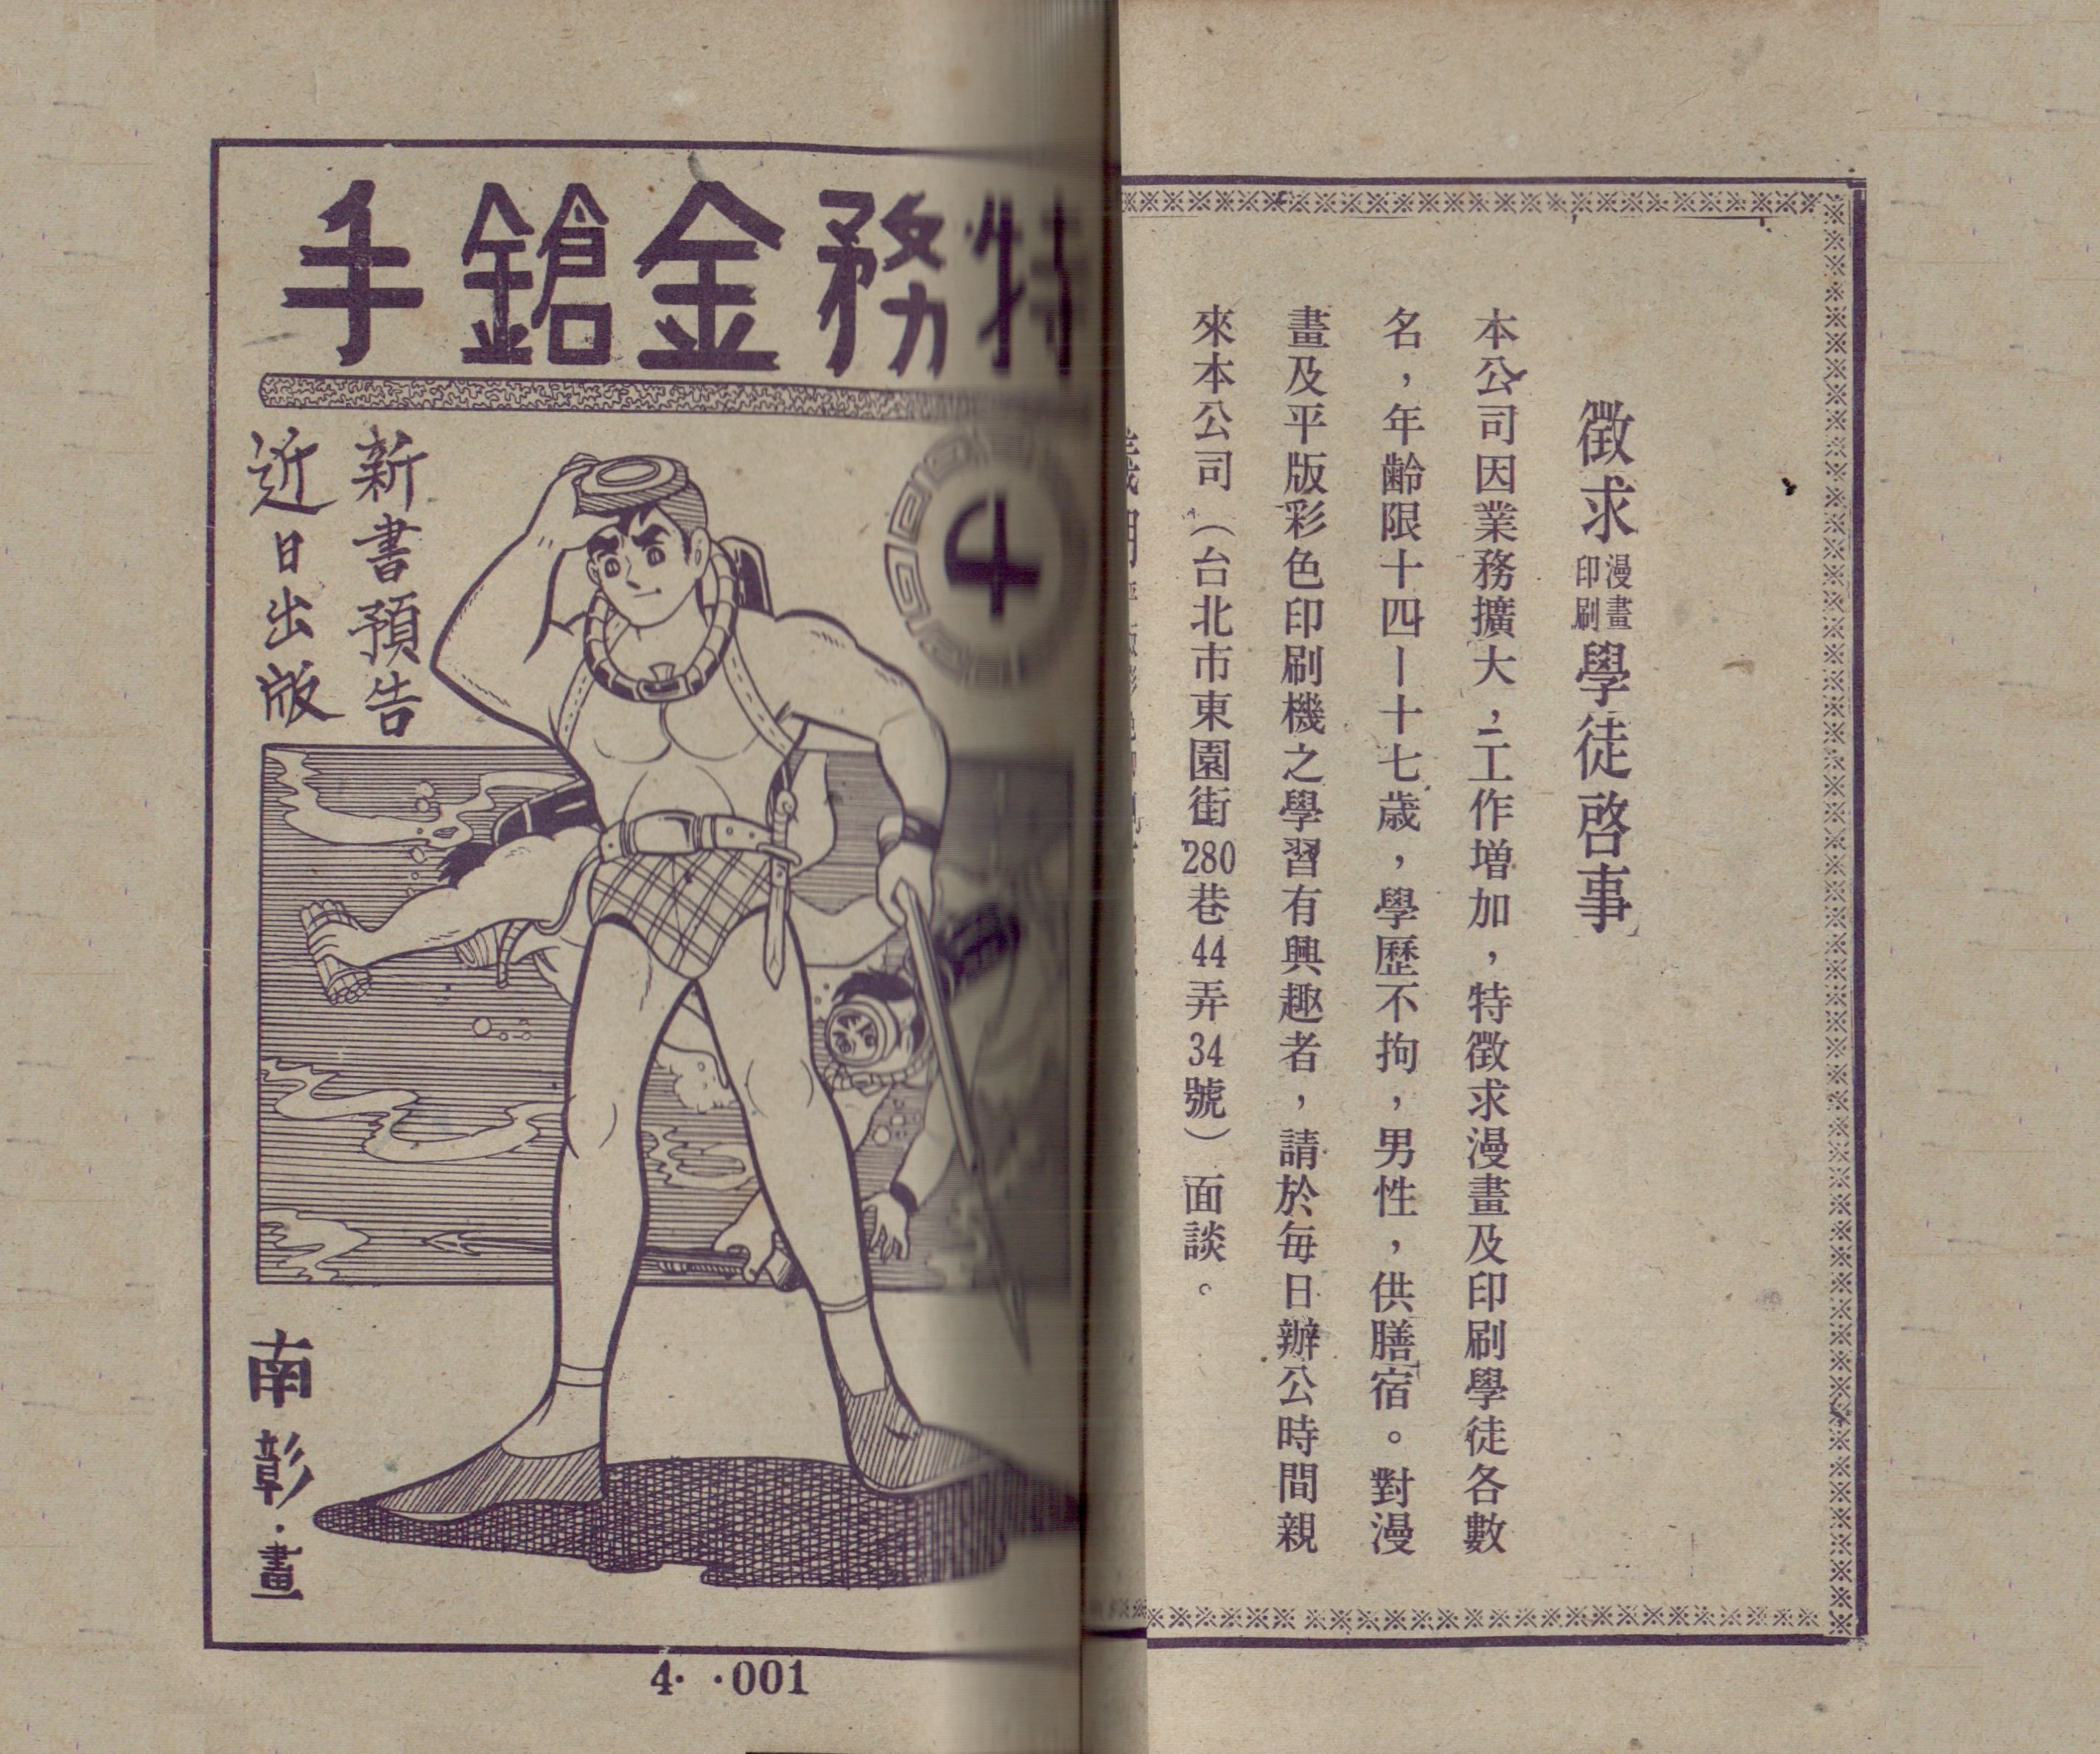 徵求漫畫印刷學徒啓事
本公司因業務擴大，工作增加，特徵求漫畫及印刷學徒各數
名，年齡限十四—十七歲，學歷不拘，男性，供膳宿。對漫
畫及平版彩色印刷機之學習有興趣者，請於每日辦公時間親
來本公司（台北市東園街280巷44弄34號）面談。
特務金鎗手
4
新書預告
近日出版
南彰·畫
4··001